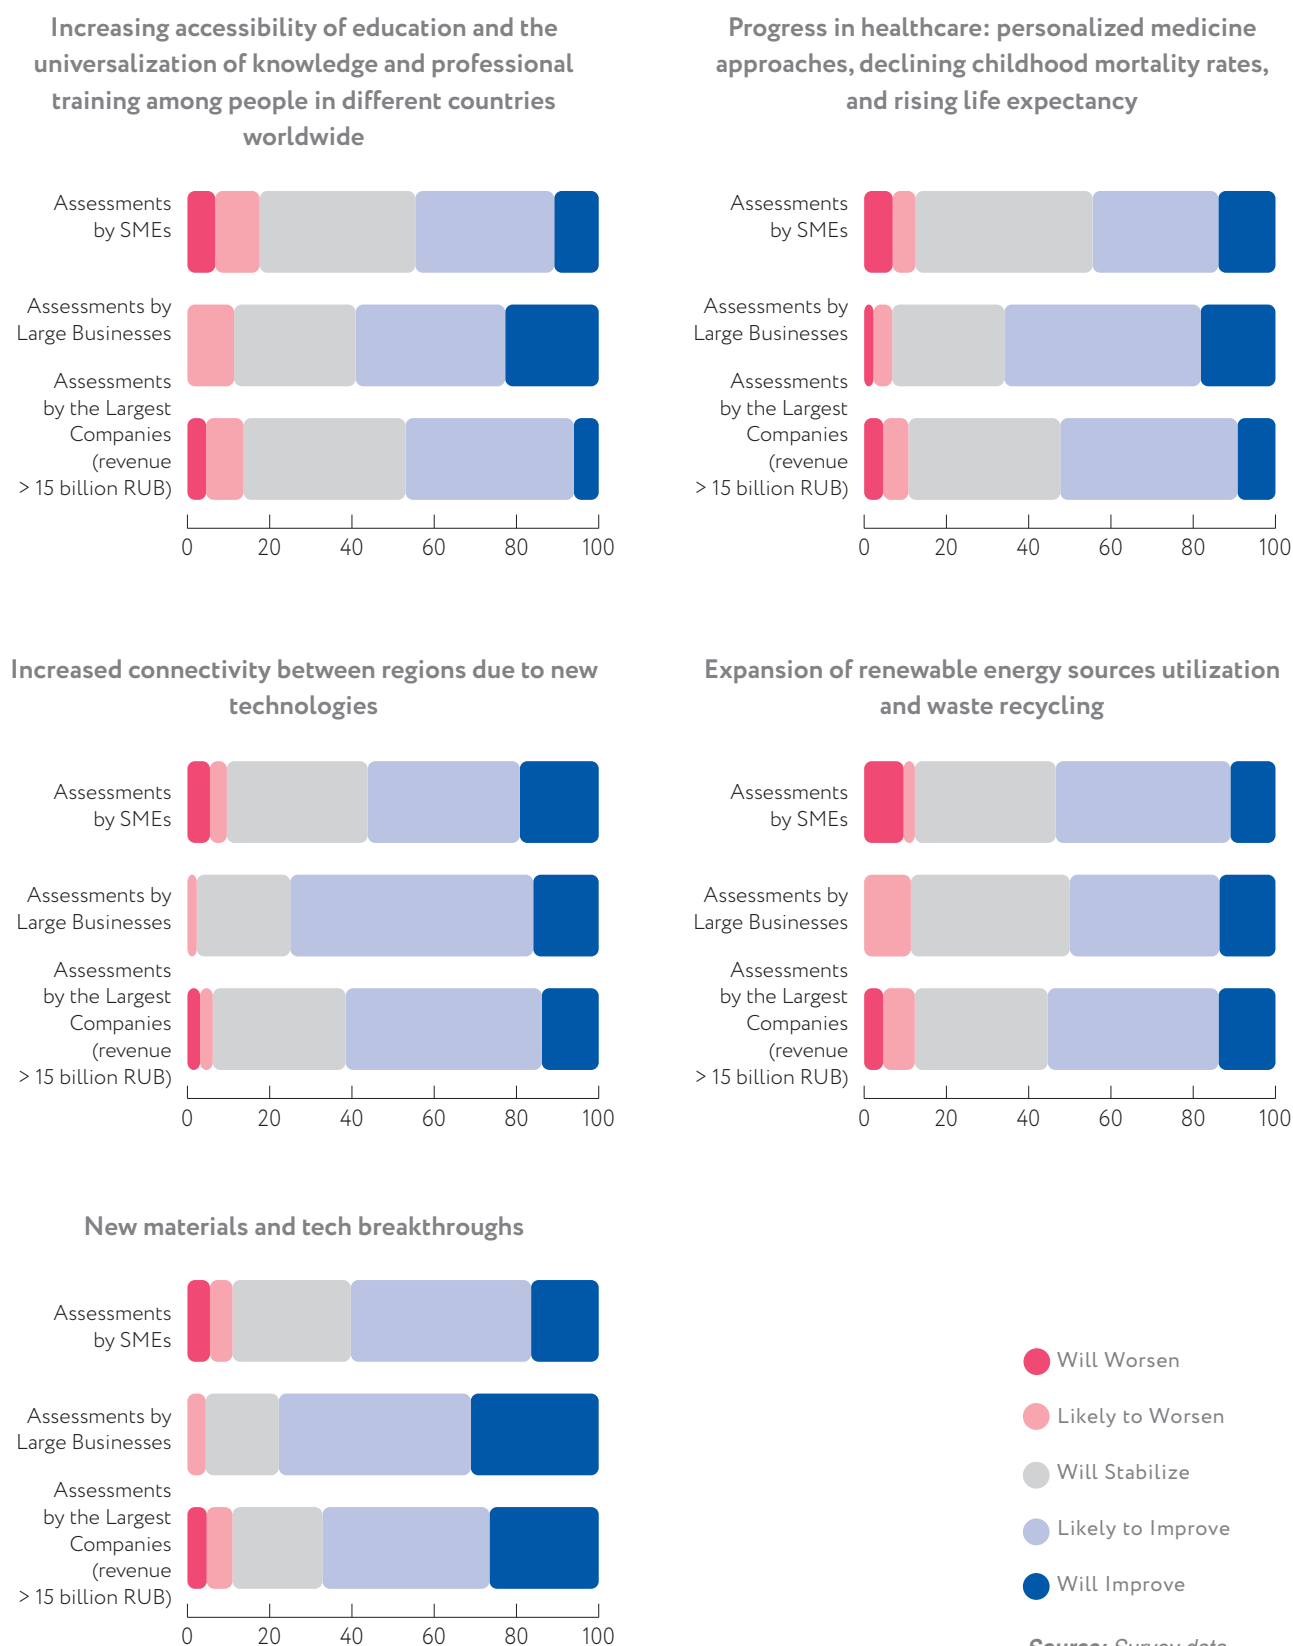 Increasing accessibility of education and the
universalization of knowledge and professional
training among people in different countries
worldwide
Assessments
by SMEs
Assessments by
Large Businesses
Assessments
by the Largest
Companies
(revenue
> 15 billion RUB)
0 20 40 60 80 100
Progress in healthcare: personalized medicine
approaches, declining childhood mortality rates,
and rising life expectancy
Assessments
by SMEs
Assessments by
Large Businesses
Assessments
by the Largest
Companies
(revenue
> 15 billion RUB)
0 20 40 60 80 100
Increased connectivity between regions due to new
technologies
Assessments
by SMEs
Assessments by
Large Businesses
Assessments
by the Largest
Companies
(revenue
> 15 billion RUB)
0 20 40 60 80 100
Expansion of renewable energy sources utilization
and waste recycling
Assessments
by SMEs
Assessments by
Large Businesses
Assessments
by the Largest
Companies
(revenue
> 15 billion RUB)
0 20 40 60 80 100
New materials and tech breakthroughs
Assessments
by SMEs
Assessments by
Large Businesses
Assessments
by the Largest
Companies
(revenue
> 15 billion RUB)
0 20 40 60 80 100
Will Worsen
Likely to Worsen
Will Stabilize
Likely to Improve
Will Improve
Source: Survey data